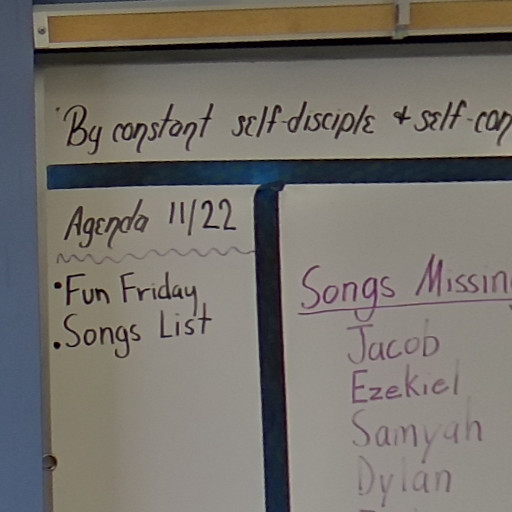 "By constant self-disciple + self-con
Agenda 11/22
• Fun Friday
• Songs List
Songs Missin
Jacob
Ezekiel
Samyah
Dylan